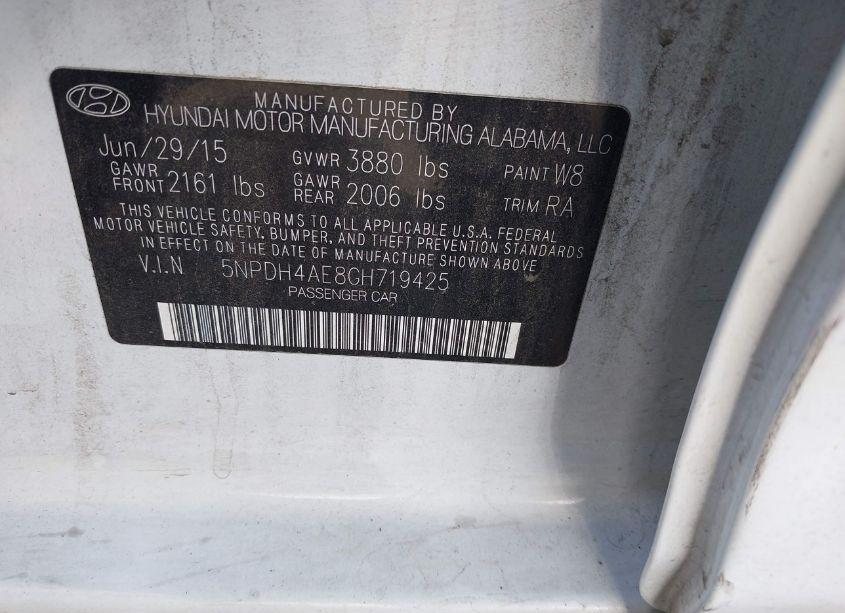 MANUFACTURED BY
HYUNDAI MOTOR MANUFACTURING ALABAMA, LLC
Jun/29/15 GVWR 3880 lbs PAINT W8
GAWR FRONT 2161 lbs GAWR REAR 2006 lbs TRIM RA
THIS VEHICLE CONFORMS TO ALL APPLICABLE U.S.A. FEDERAL
MOTOR VEHICLE SAFETY, BUMPER, AND THEFT PREVENTION STANDARDS
IN EFFECT ON THE DATE OF MANUFACTURE SHOWN ABOVE
V.I.N 5NPDH4AE8GH719425
PASSENGER CAR